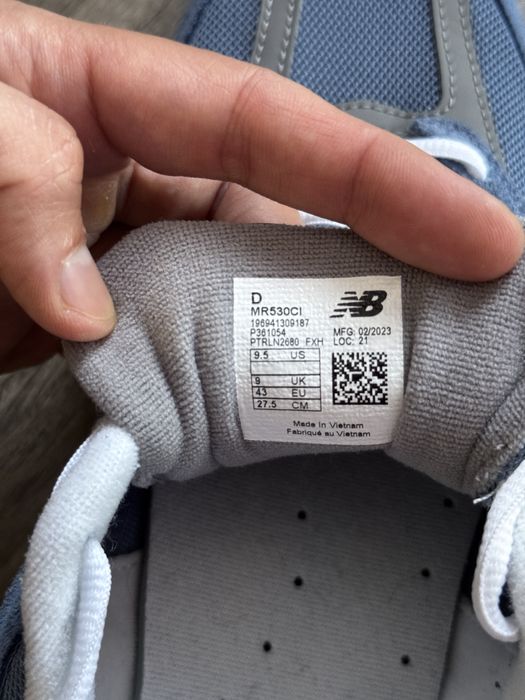 D
MR530CI
196941309187
P361054
PTRLN2680 FXH
NB
MFG: 02/2023
LOC: 21
9.5 US
9 UK
43 EU
27.5 CM
Made in Vietnam
Fabriqué au Vietnam